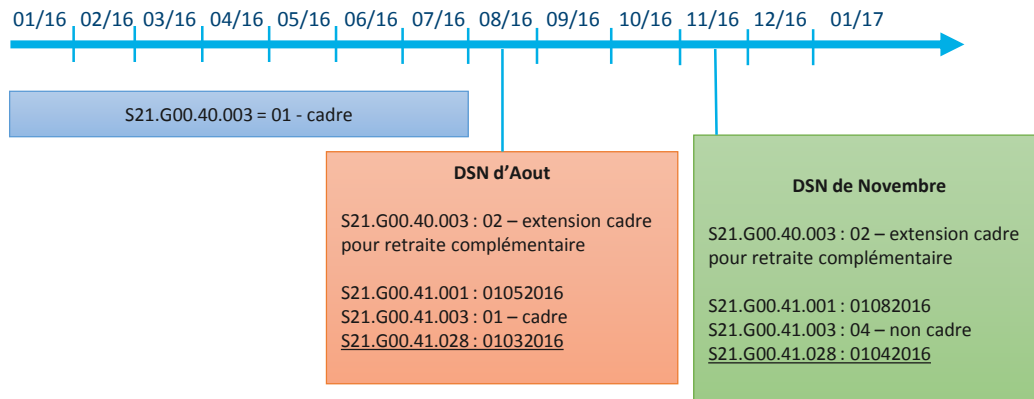 01/16 02/16 03/16 04/16 05/16 06/16 07/16 08/16 09/16 10/16 11/16 12/16 01/17
S21.G00.40.003 = 01 - cadre
DSN d’Aout
S21.G00.40.003 : 02 – extension cadre
pour retraite complémentaire
S21.G00.41.001 : 01052016
S21.G00.41.003 : 01 – cadre
S21.G00.41.028 : 01032016
DSN de Novembre
S21.G00.40.003 : 02 – extension cadre
pour retraite complémentaire
S21.G00.41.001 : 01082016
S21.G00.41.003 : 04 – non cadre
S21.G00.41.028 : 01042016